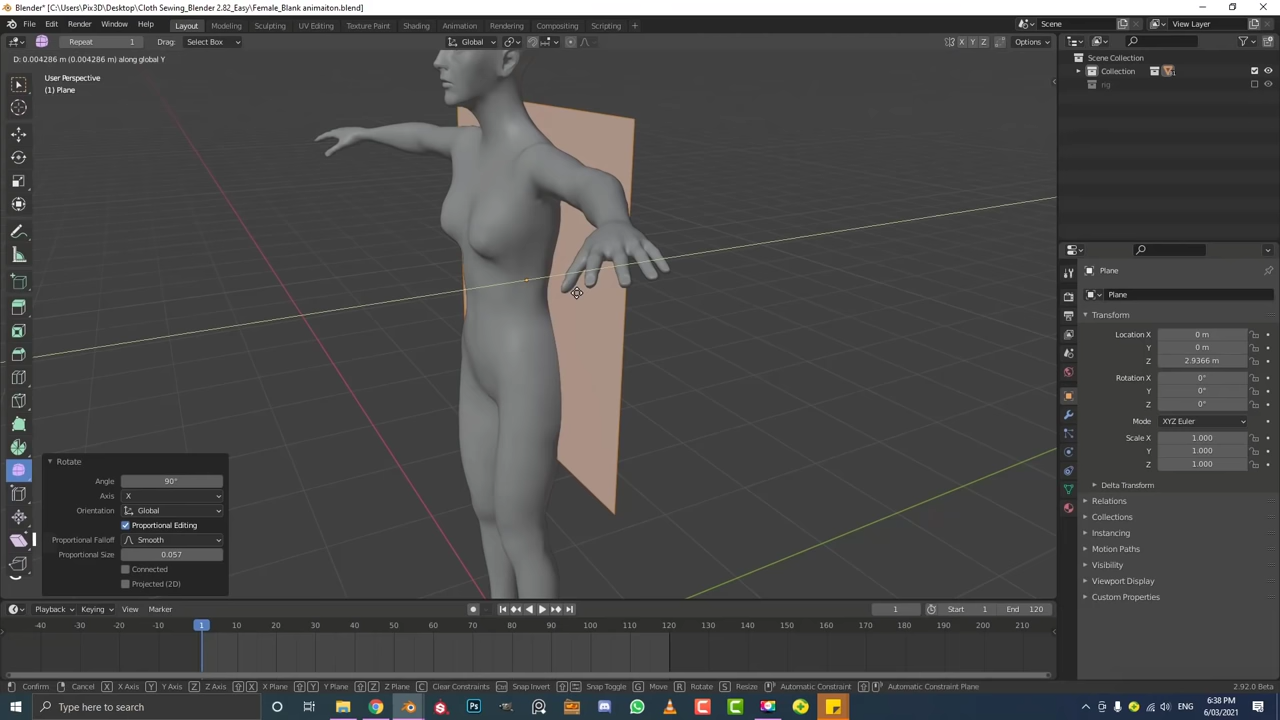 Blender* [C:\Users\Pix3D\Desktop\Cloth Sewing_Blender 2.82_Easy\Female_Blank animaiton.blend]
File Edit Render Window Help Layout Modeling Sculpting UV Editing Texture Paint Shading Animation Rendering Compositing Scripting + Scene View Layer
Repeat 1 Drag: Select Box Global X Y Z Options
D: 0.004286 m (0.004286 m) along global Y
User Perspective
(1) Plane
Scene Collection
Collection 1
rig
Plane
Plane
Transform
Location X 0 m
Y 0 m
Z 2.9366 m
Rotation X 0°
Y 0°
Z 0°
Mode XYZ Euler
Scale X 1.000
Y 1.000
Z 1.000
Delta Transform
Relations
Collections
Instancing
Motion Paths
Visibility
Viewport Display
Custom Properties
Rotate
Angle 90°
Axis X
Orientation Global
Proportional Editing
Proportional Falloff Smooth
Proportional Size 0.057
Connected
Projected (2D)
Playback Keying View Marker 1 Start 1 End 120
-40 -30 -20 -10 1 10 20 30 40 50 60 70 80 90 100 110 120 130 140 150 160 170 180 190 200 210
Confirm Cancel X X Axis Y Y Axis Z Z Axis X X Plane Y Y Plane Z Z Plane C Clear Constraints Ctrl Snap Invert Snap Toggle G Move R Rotate S Resize Automatic Constraint Automatic Constraint Plane 2.92.0 Beta
Type here to search
6:38 PM
6/03/2021